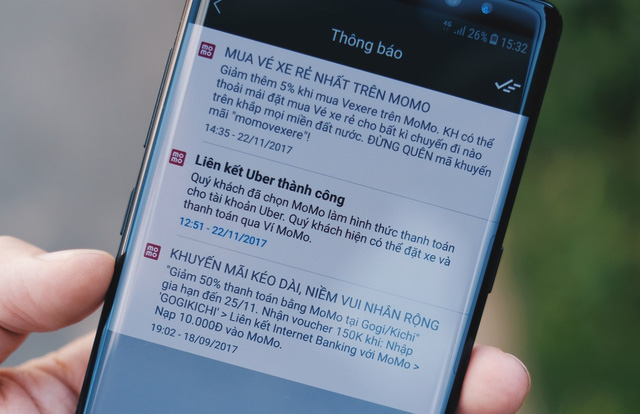 4G 26% 15:32
Thông báo
momo
MUA VÉ XE RẺ NHẤT TRÊN MOMO
Giảm thêm 5% khi mua Vexere trên MoMo. KH có thể
thoải mái đặt mua Vé xe rẻ cho bất kì chuyến đi nào
trên khắp mọi miền đất nước. ĐỪNG QUÊN mã khuyến
mãi "momovexere"!
14:35 - 22/11/2017
momo
Liên kết Uber thành công
Quý khách đã chọn MoMo làm hình thức thanh toán
cho tài khoản Uber. Quý khách hiện có thể đặt xe và
thanh toán qua Ví MoMo.
12:51 - 22/11/2017
momo
KHUYẾN MÃI KÉO DÀI, NIỀM VUI NHÂN RỘNG
"Giảm 50% thanh toán bằng MoMo tại Gogi/Kichi"
gia hạn đến 25/11. Nhận voucher 150K khi: Nhập
'GOGIKICHI' > Liên kết Internet Banking với MoMo >
Nạp 10.000Đ vào MoMo.
19:02 - 18/09/2017